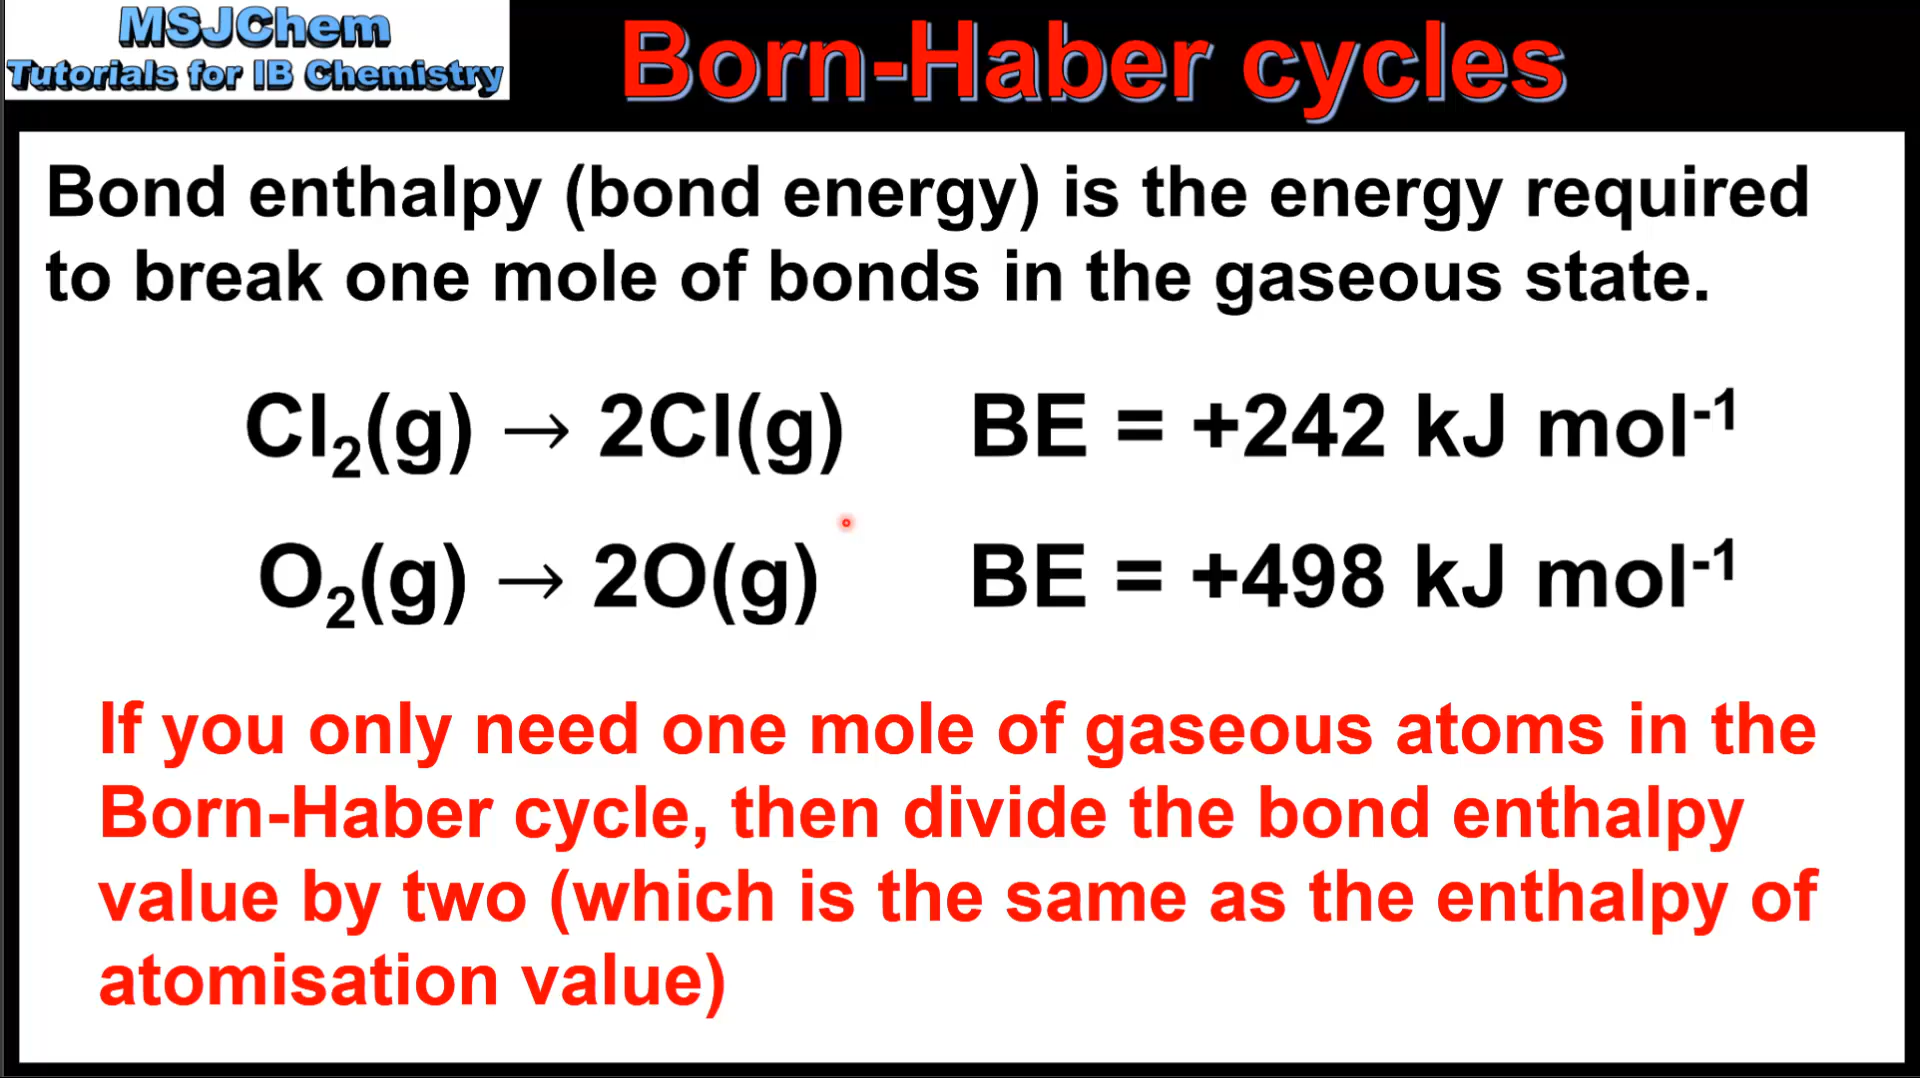 MSJChem
Tutorials for IB Chemistry
Born-Haber cycles
Bond enthalpy (bond energy) is the energy required
to break one mole of bonds in the gaseous state.
Cl₂(g) → 2Cl(g) BE = +242 kJ mol⁻¹
O₂(g) → 2O(g) BE = +498 kJ mol⁻¹
If you only need one mole of gaseous atoms in the
Born-Haber cycle, then divide the bond enthalpy
value by two (which is the same as the enthalpy of
atomisation value)